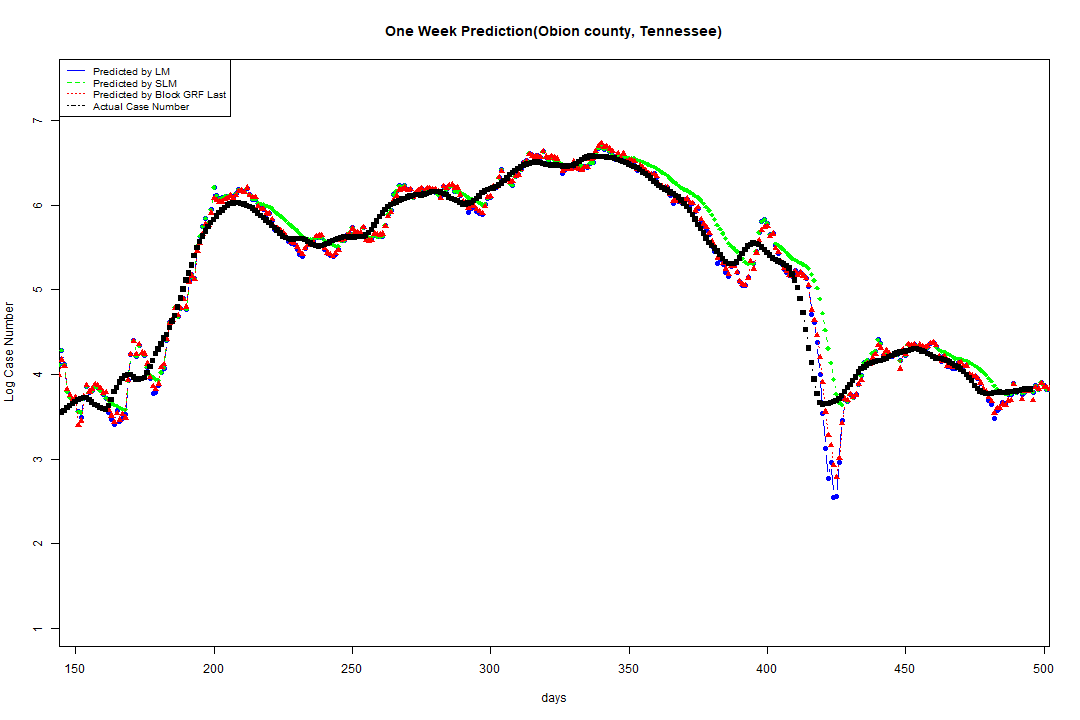 One Week Prediction(Obion county, Tennessee)
Predicted by LM
Predicted by SLM
Predicted by Block GRF Last
Actual Case Number
7
6
5
4
3
2
1
Log Case Number
150 200 250 300 350 400 450 500
days